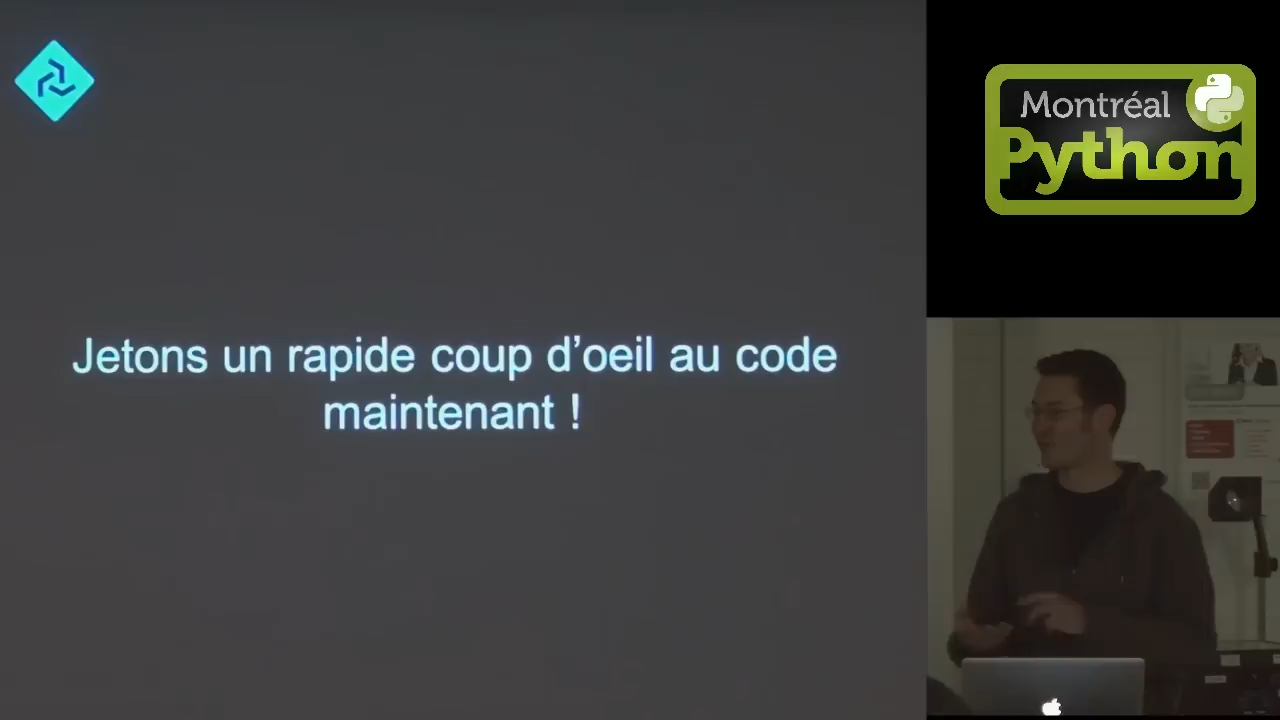 Jetons un rapide coup d’oeil au code
maintenant !
Montréal
Python